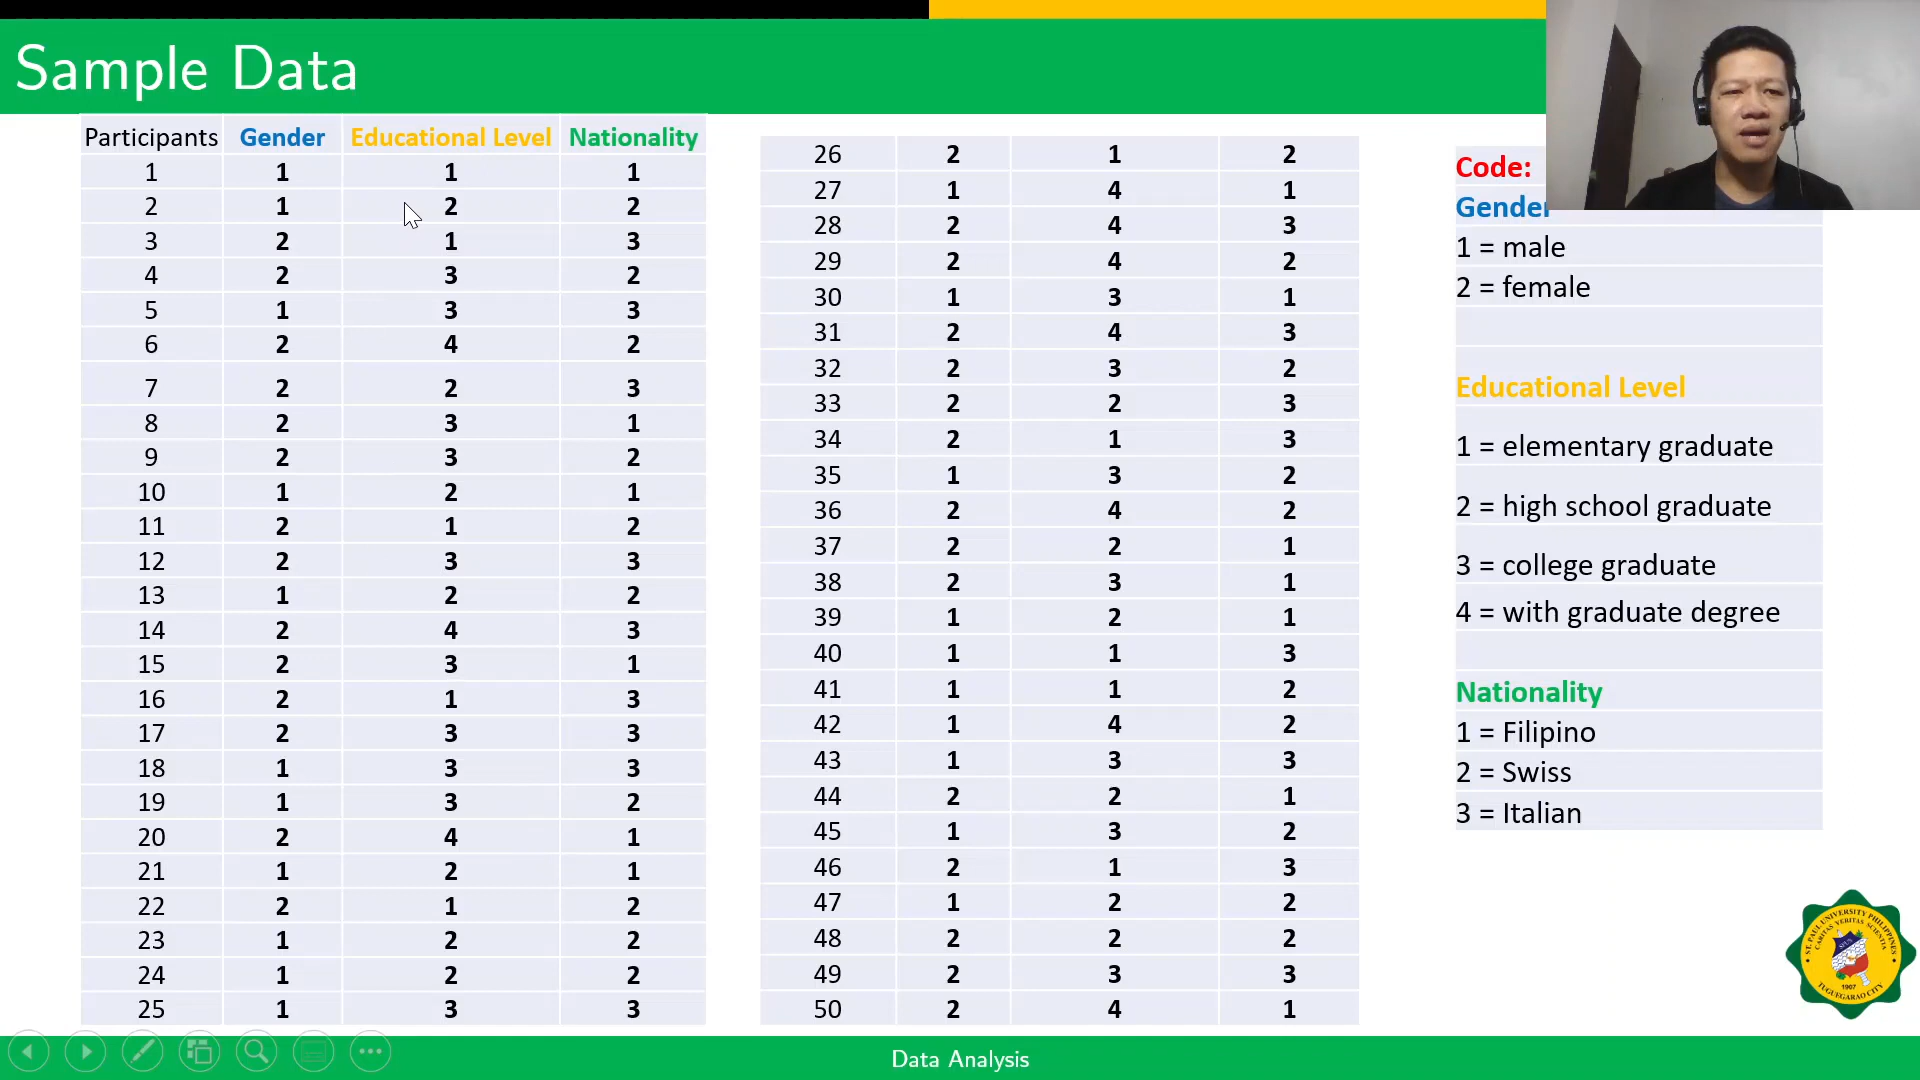 Sample Data
Participants Gender Educational Level Nationality
1 1 1 1
2 1 2 2
3 2 1 3
4 2 3 2
5 1 3 3
6 2 4 2
7 2 2 3
8 2 3 1
9 2 3 2
10 1 2 1
11 2 1 2
12 2 3 3
13 1 2 2
14 2 4 3
15 2 3 1
16 2 1 3
17 2 3 3
18 1 3 3
19 1 3 2
20 2 4 1
21 1 2 1
22 2 1 2
23 1 2 2
24 1 2 2
25 1 3 3
26 2 1 2
27 1 4 1
28 2 4 3
29 2 4 2
30 1 3 1
31 2 4 3
32 2 3 2
33 2 2 3
34 2 1 3
35 1 3 2
36 2 4 2
37 2 2 1
38 2 3 1
39 1 2 1
40 1 1 3
41 1 1 2
42 1 4 2
43 1 3 3
44 2 2 1
45 1 3 2
46 2 1 3
47 1 2 2
48 2 2 2
49 2 3 3
50 2 4 1
Code:
Gender
1 = male
2 = female
Educational Level
1 = elementary graduate
2 = high school graduate
3 = college graduate
4 = with graduate degree
Nationality
1 = Filipino
2 = Swiss
3 = Italian
ST. PAUL UNIVERSITY PHILIPPINES
CARITAS VERITAS SCIENTIA
SPUP
1907
TUGUEGARAO CITY
Data Analysis